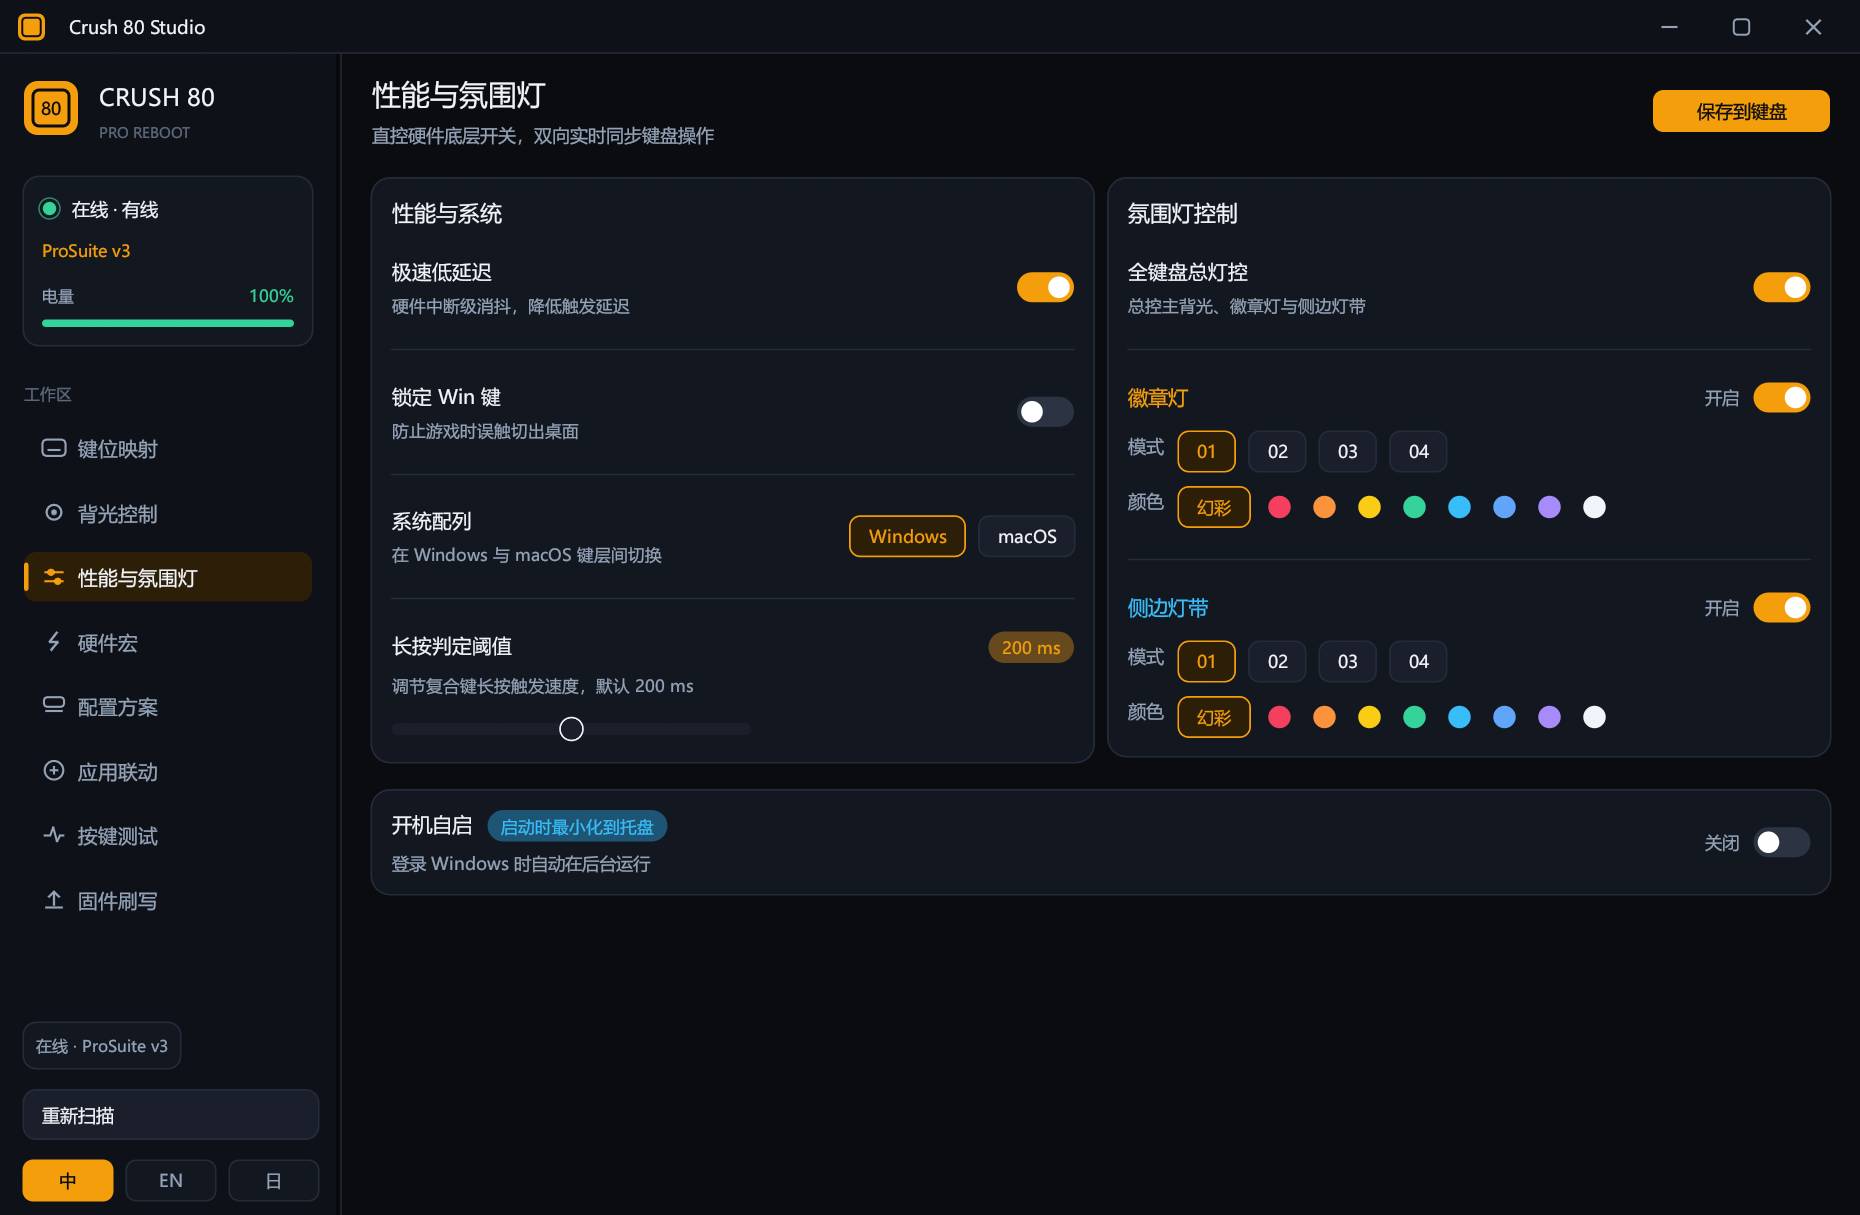 Crush 80 Studio
80
CRUSH 80
PRO REBOOT
在线 · 有线
ProSuite v3
电量 100%
工作区
键位映射
背光控制
性能与氛围灯
硬件宏
配置方案
应用联动
按键测试
固件刷写
在线 · ProSuite v3
重新扫描
中 EN 日
性能与氛围灯
直控硬件底层开关，双向实时同步键盘操作
保存到键盘
性能与系统
极速低延迟
硬件中断级消抖，降低触发延迟
锁定 Win 键
防止游戏时误触切出桌面
系统配列
在 Windows 与 macOS 键层间切换
Windows macOS
长按判定阈值
200 ms
调节复合键长按触发速度，默认 200 ms
氛围灯控制
全键盘总灯控
总控主背光、徽章灯与侧边灯带
徽章灯 开启
模式 01 02 03 04
颜色 幻彩
侧边灯带 开启
模式 01 02 03 04
颜色 幻彩
开机自启 启动时最小化到托盘
登录 Windows 时自动在后台运行
关闭